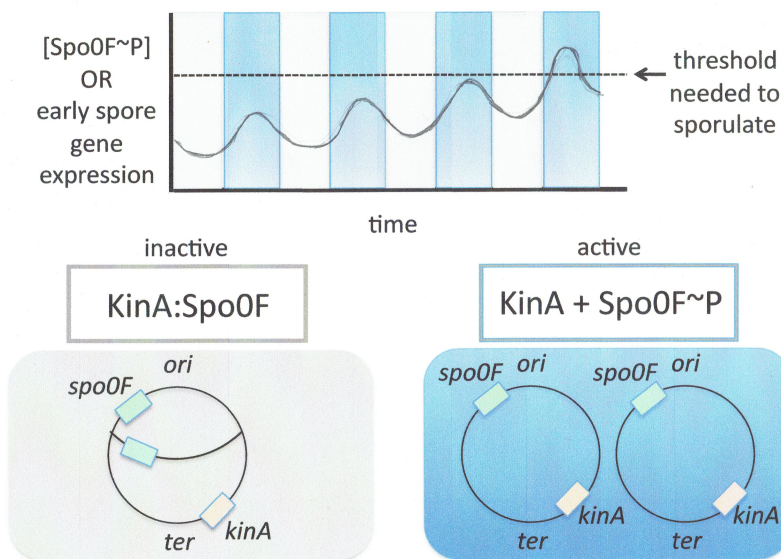 [Spo0F~P]
OR
early spore
gene
expression
threshold
needed to
sporulate
time
inactive
KinA:Spo0F
active
KinA + Spo0F~P
ori
spo0F
kinA
ter
ori
spo0F
kinA
ter
ori
spo0F
kinA
ter